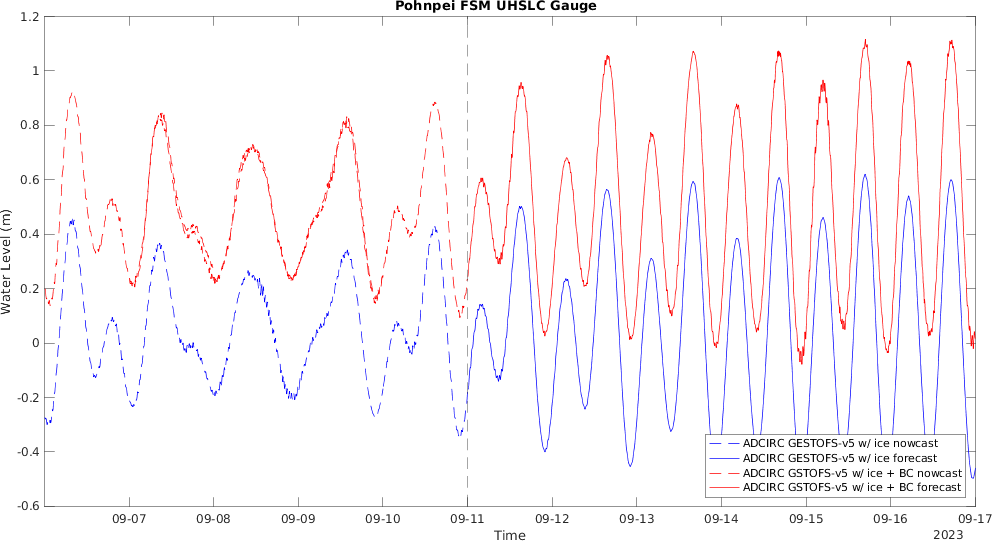 Pohnpei FSM UHSLC Gauge
1.2
1
0.8
0.6
0.4
0.2
0
-0.2
-0.4
-0.6
Water Level (m)
ADCIRC GESTOFS-v5 w/ ice nowcast
ADCIRC GESTOFS-v5 w/ ice forecast
ADCIRC GSTOFS-v5 w/ ice + BC nowcast
ADCIRC GSTOFS-v5 w/ ice + BC forecast
09-07 09-08 09-09 09-10 09-11 09-12 09-13 09-14 09-15 09-16 09-17
Time
2023